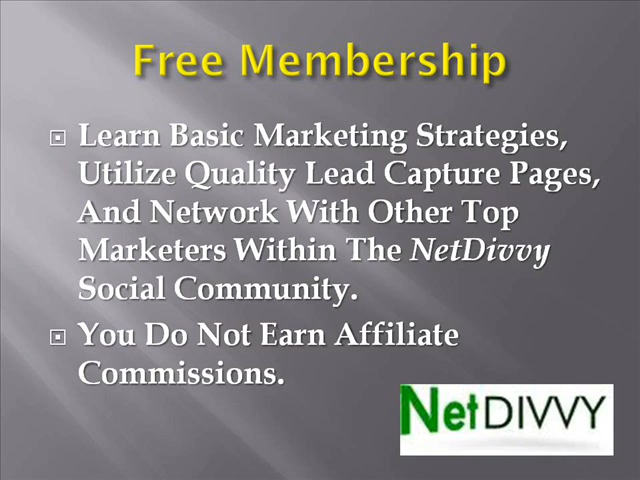 Free Membership
Learn Basic Marketing Strategies,
Utilize Quality Lead Capture Pages,
And Network With Other Top
Marketers Within The NetDivvy
Social Community.
You Do Not Earn Affiliate
Commissions.
NetDIVVY